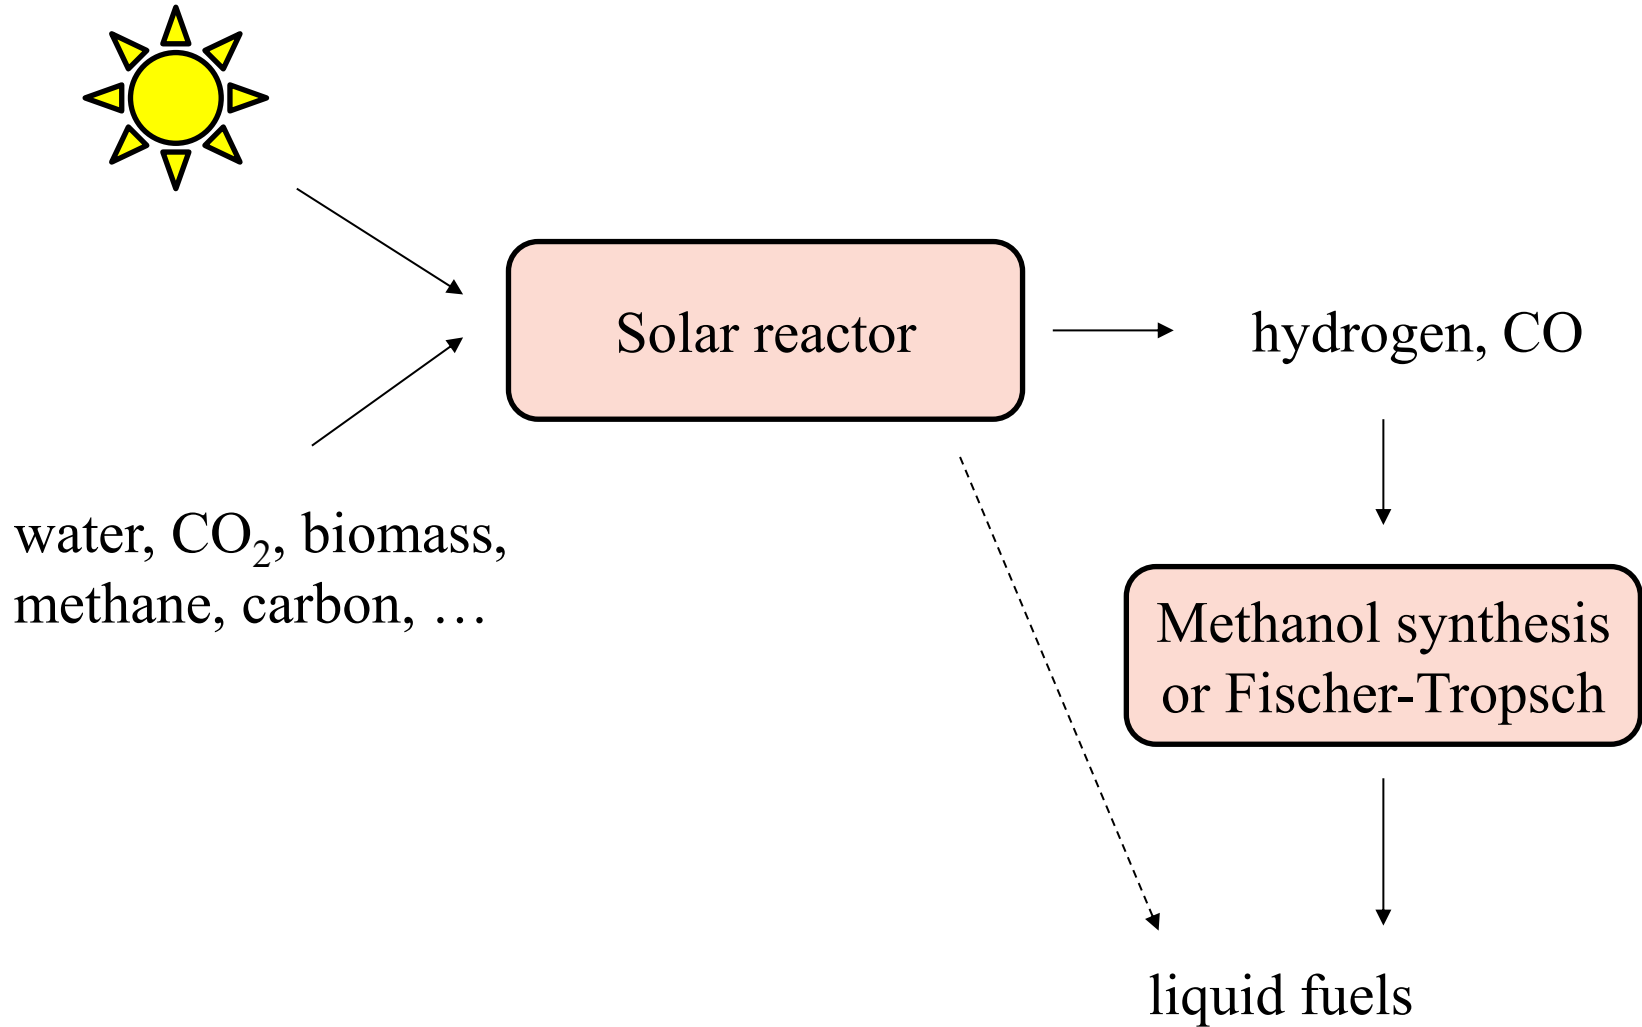 Solar reactor
hydrogen, CO
water, CO₂, biomass,
methane, carbon, …
Methanol synthesis
or Fischer-Tropsch
liquid fuels